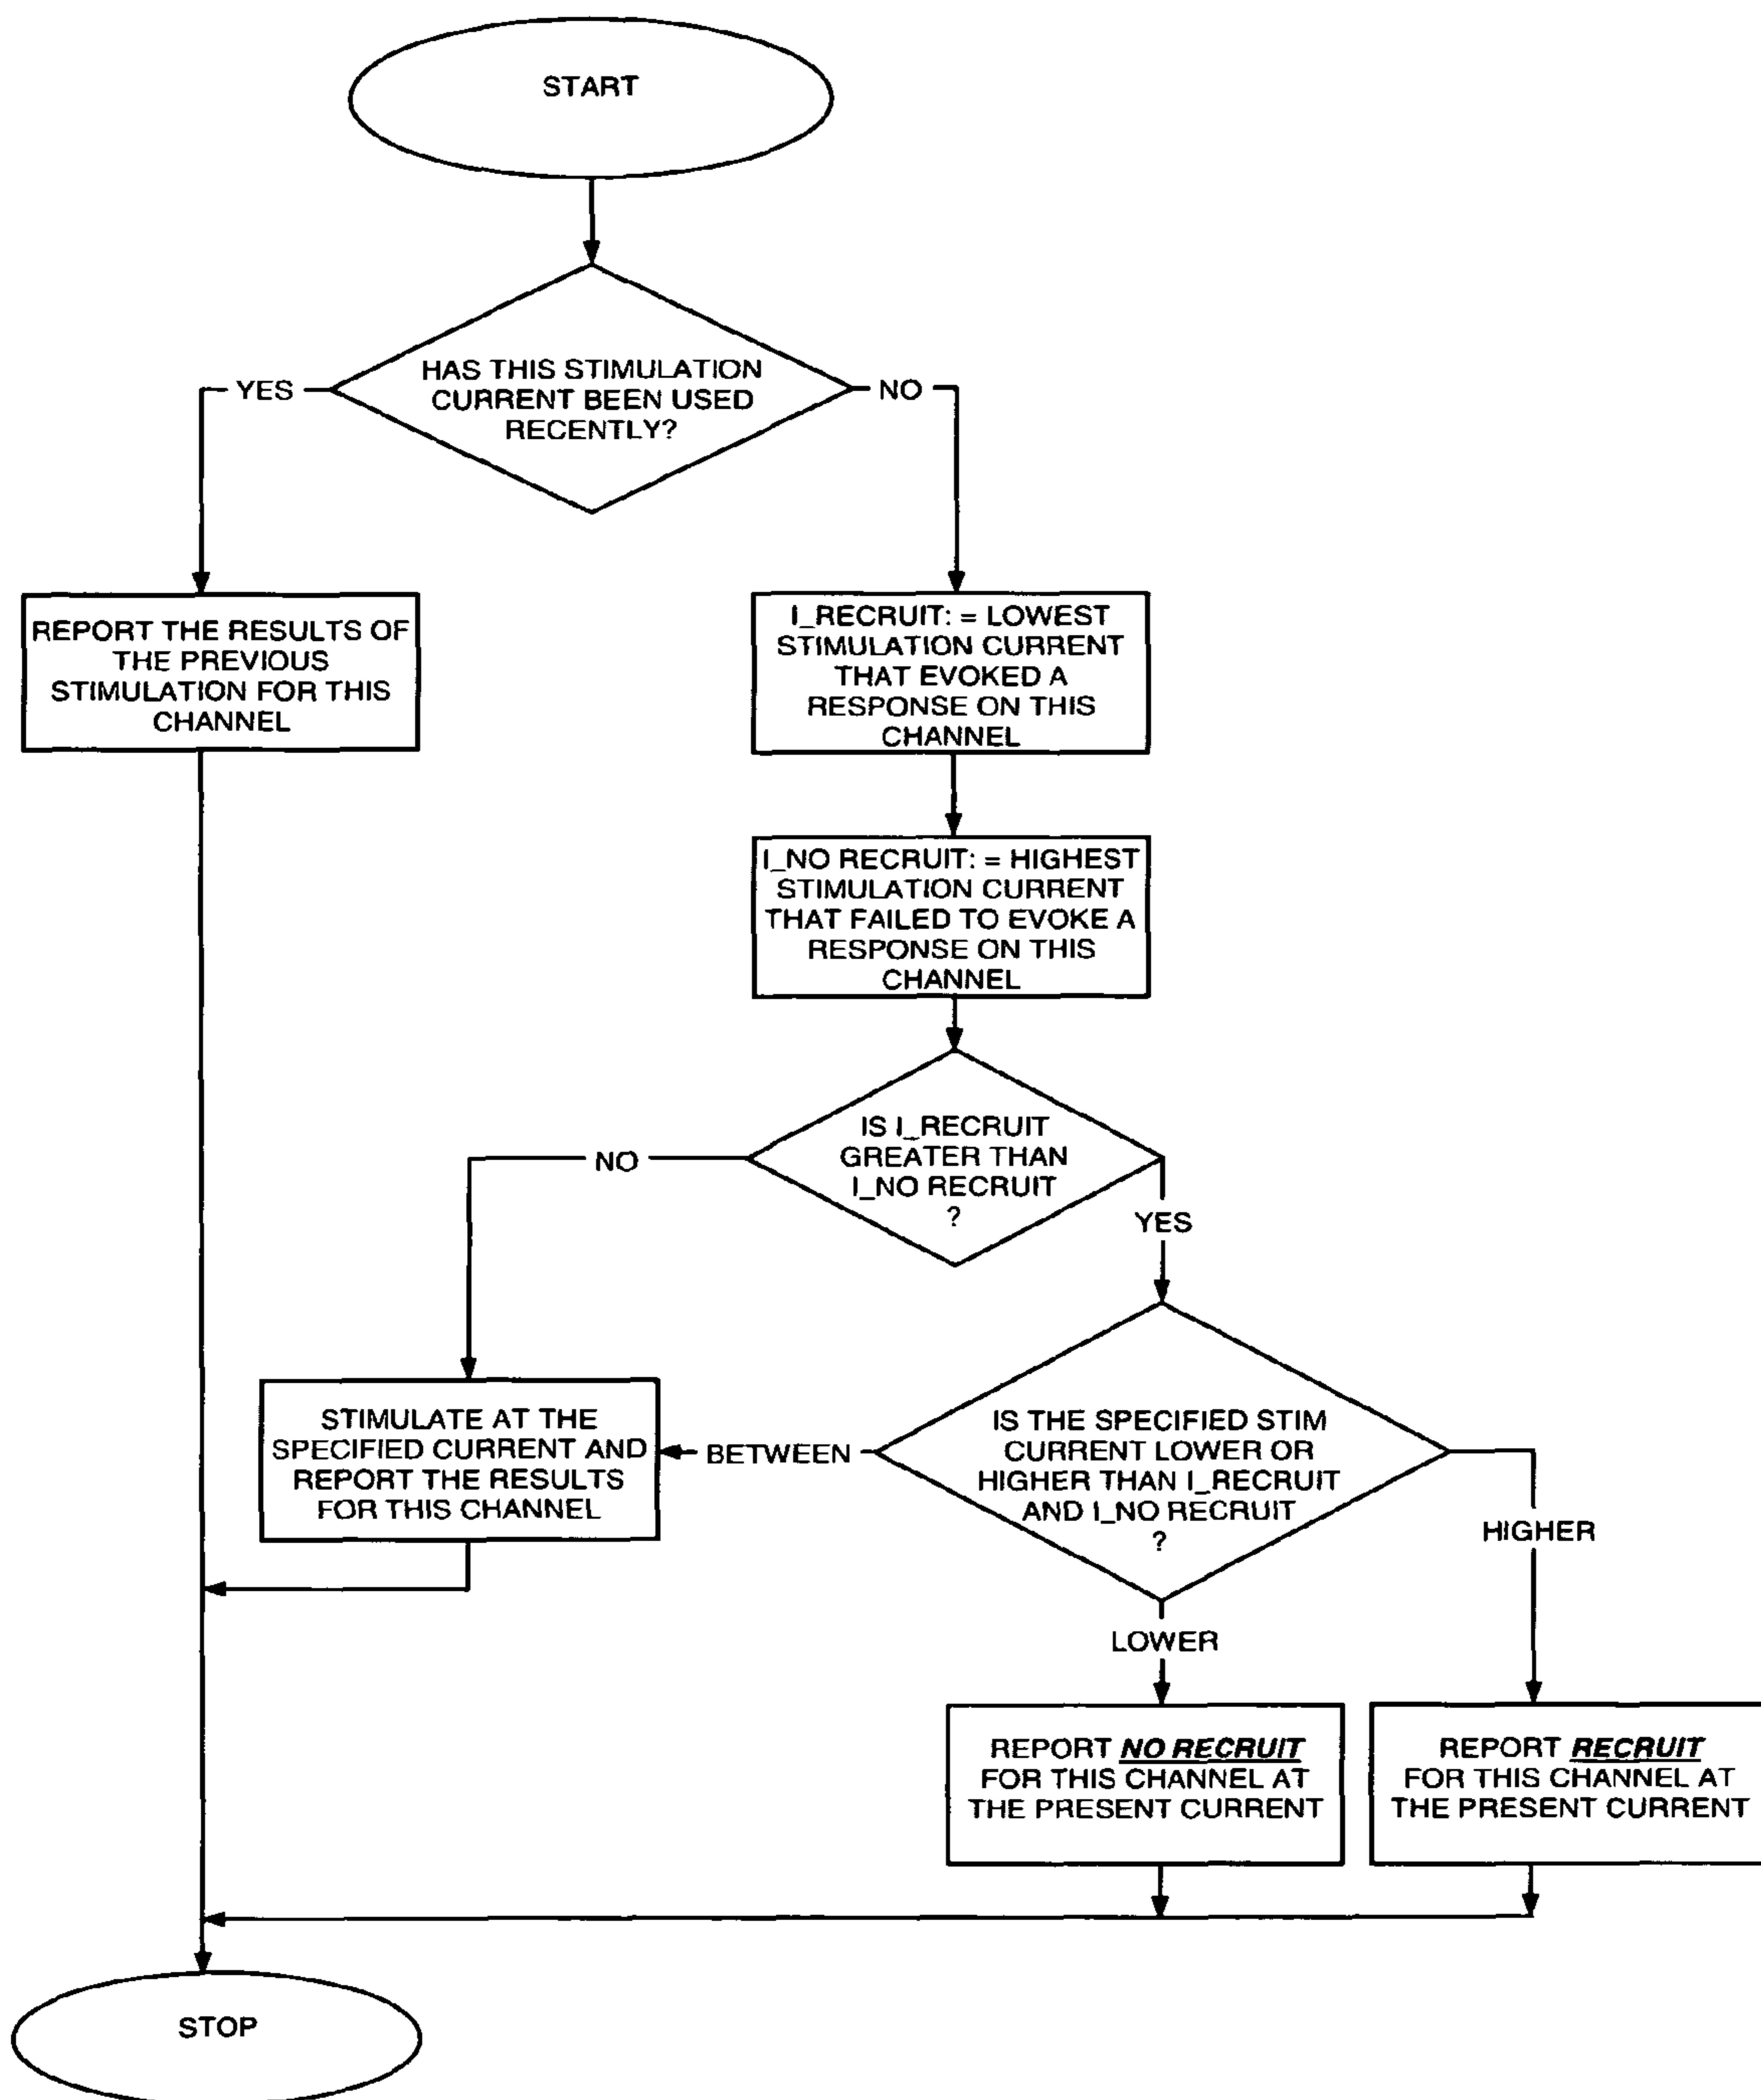 START
HAS THIS STIMULATION
CURRENT BEEN USED
RECENTLY?
YES
NO
REPORT THE RESULTS OF
THE PREVIOUS
STIMULATION FOR THIS
CHANNEL
I_RECRUIT: = LOWEST
STIMULATION CURRENT
THAT EVOKED A
RESPONSE ON THIS
CHANNEL
I_NO RECRUIT: = HIGHEST
STIMULATION CURRENT
THAT FAILED TO EVOKE A
RESPONSE ON THIS
CHANNEL
IS I_RECRUIT
GREATER THAN
I_NO RECRUIT
?
NO
YES
STIMULATE AT THE
SPECIFIED CURRENT AND
REPORT THE RESULTS
FOR THIS CHANNEL
BETWEEN
IS THE SPECIFIED STIM
CURRENT LOWER OR
HIGHER THAN I_RECRUIT
AND I_NO RECRUIT
?
HIGHER
LOWER
REPORT NO RECRUIT
FOR THIS CHANNEL AT
THE PRESENT CURRENT
REPORT RECRUIT
FOR THIS CHANNEL AT
THE PRESENT CURRENT
STOP